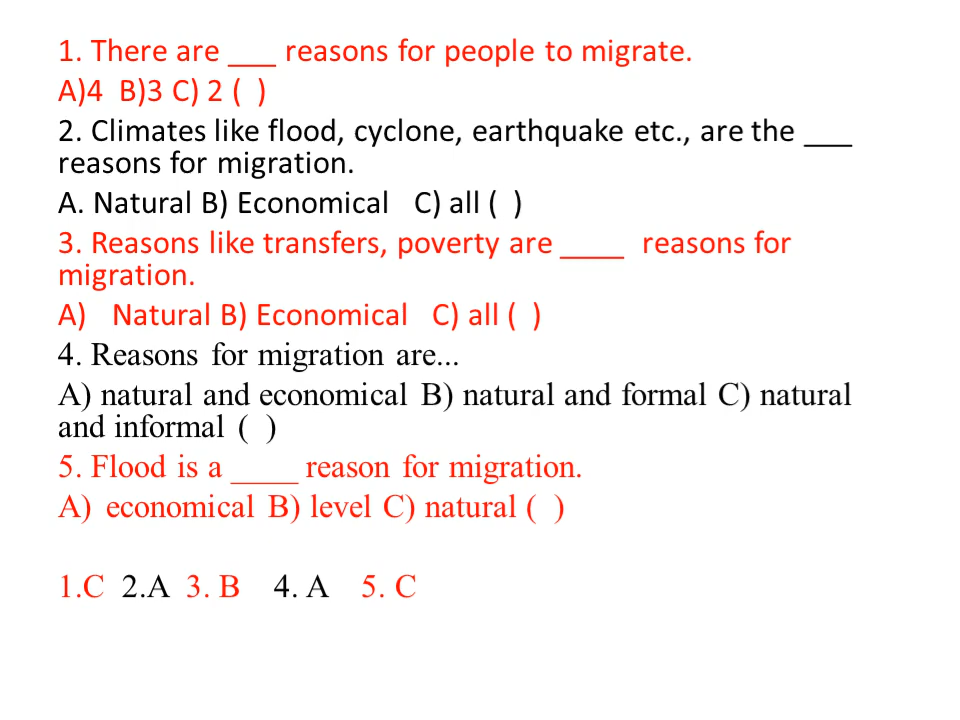 1. There are ___ reasons for people to migrate.
A)4 B)3 C) 2 ( )
2. Climates like flood, cyclone, earthquake etc., are the ___
reasons for migration.
A. Natural B) Economical C) all ( )
3. Reasons like transfers, poverty are ____ reasons for
migration.
A) Natural B) Economical C) all ( )
4. Reasons for migration are...
A) natural and economical B) natural and formal C) natural
and informal ( )
5. Flood is a ____ reason for migration.
A) economical B) level C) natural ( )
1.C 2.A 3. B 4. A 5. C